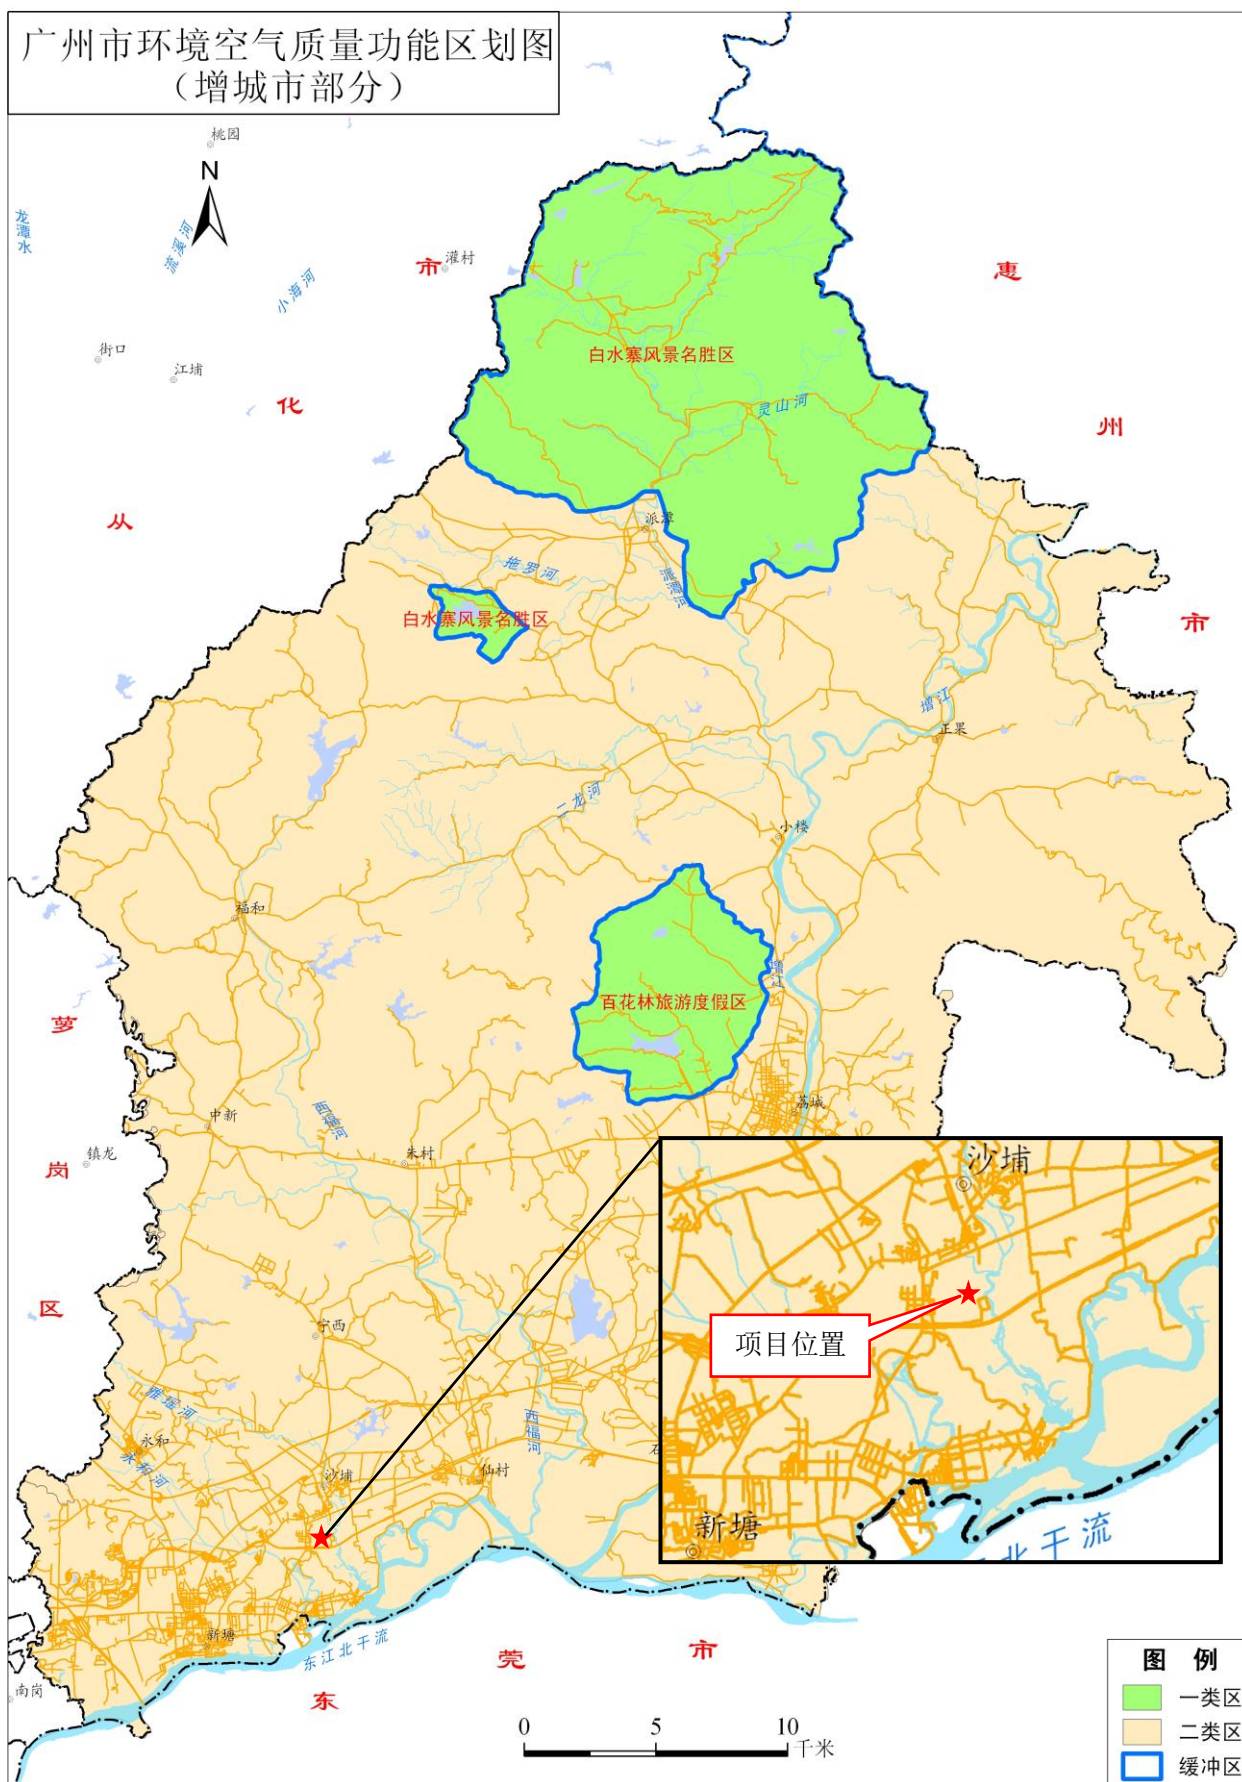 广州市环境空气质量功能区划图
（增城市部分）
桃园
N
龙潭水
流溪河
小海河
市
灌村
惠
街口
江埔
白水寨风景名胜区
化
灵山河
州
从
派潭
拖罗河
派潭河
白水寨风景名胜区
市
增江
正果
二龙河
小楼
福和
增江
百花林旅游度假区
萝
西福河
中新
荔城
岗
镇龙
朱村
沙埔
区
项目位置
宁西
雅瑶河
西福河
永和
永和河
沙埔
仙村
石
新塘
北干流
新塘
东江北干流
莞
市
南岗
东
0
5
10
千米
图 例
一类区
二类区
缓冲区